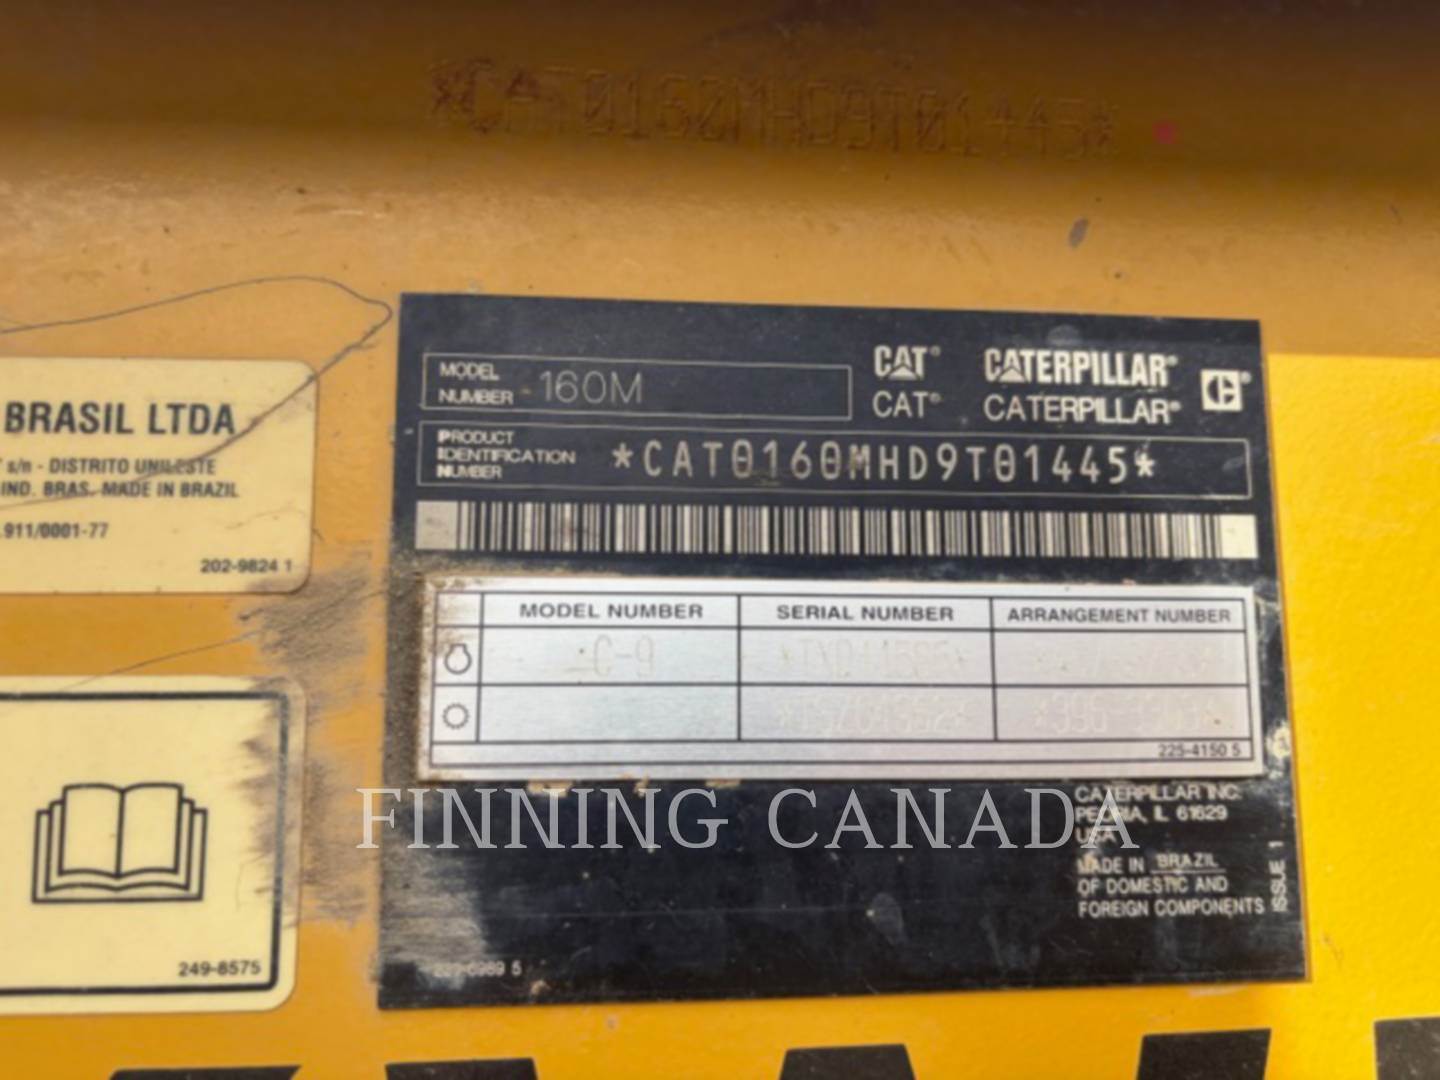 *CAT0160MHD9T01445*
BRASIL LTDA
s/n - DISTRITO UNILESTE
IND. BRAS. MADE IN BRAZIL
.911/0001-77
202-9824 1
249-8575
MODEL NUMBER 160M
CAT® CATERPILLAR®
CAT® CATERPILLAR®
PRODUCT IDENTIFICATION NUMBER *CAT0160MHD9T01445*
MODEL NUMBER SERIAL NUMBER ARRANGEMENT NUMBER
C-9
225-4150 5
FINNING CANADA
CATERPILLAR INC.
PEORIA, IL 61629
USA
MADE IN BRAZIL
OF DOMESTIC AND
FOREIGN COMPONENTS
ISSUE 1